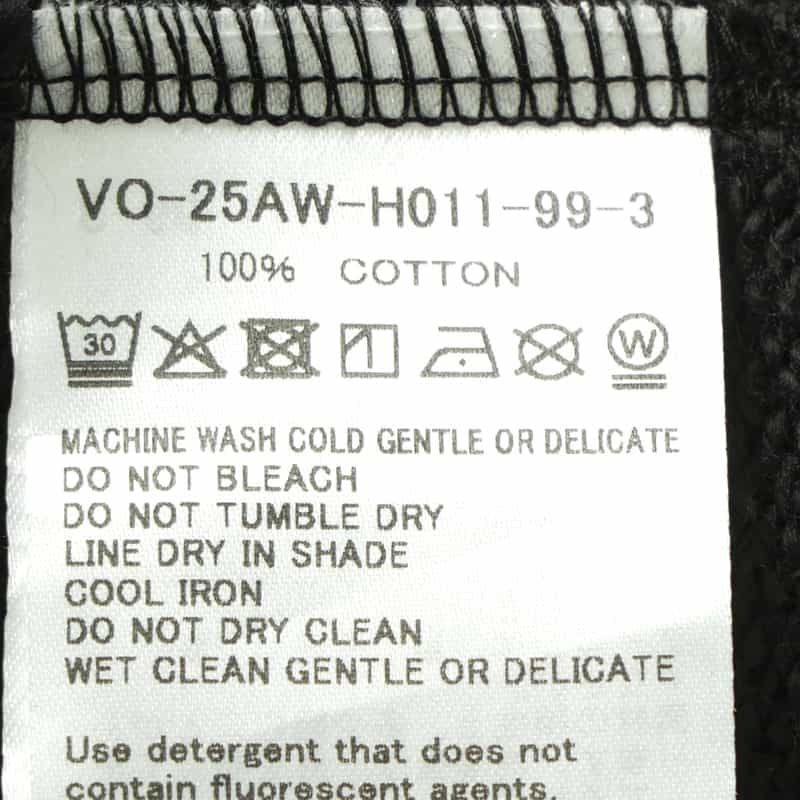 VO-25AW-H011-99-3
100% COTTON
30 W
MACHINE WASH COLD GENTLE OR DELICATE
DO NOT BLEACH
DO NOT TUMBLE DRY
LINE DRY IN SHADE
COOL IRON
DO NOT DRY CLEAN
WET CLEAN GENTLE OR DELICATE
Use detergent that does not
contain fluorescent agents.